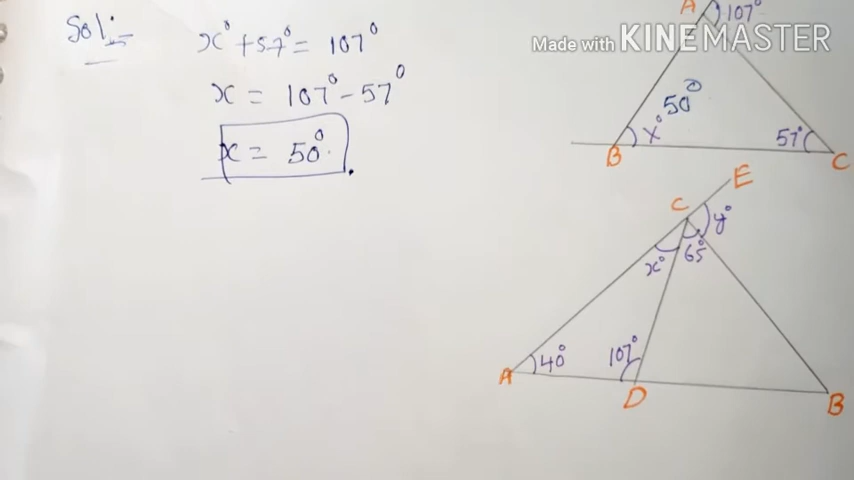 Sol:-
x° + 57° = 107°
x = 107° - 57°
x = 50°.
A 107°
Made with KINEMASTER
50°
x° 57°
B C
E
C y°
x° 65°
40° 107°
A D B